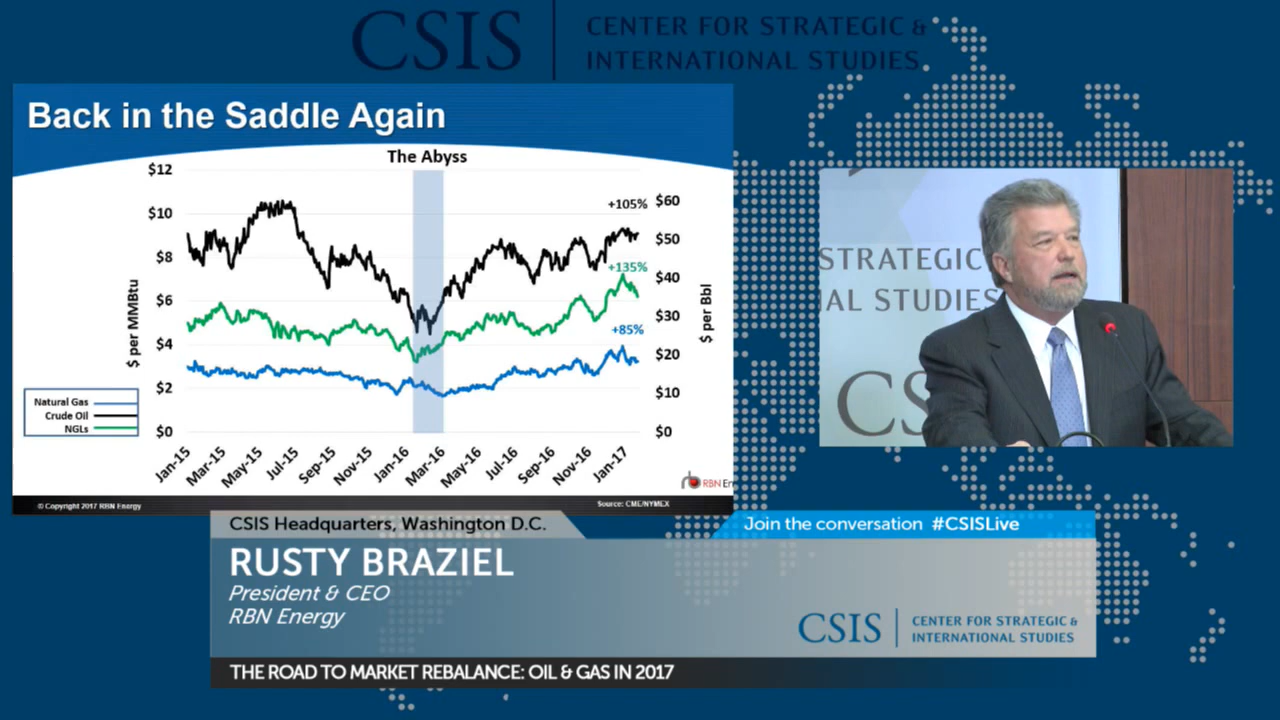 CSIS
CENTER FOR STRATEGIC &
INTERNATIONAL STUDIES
Back in the Saddle Again
The Abyss
$12
$10
$8
$6
$4
$2
$0
$ per MMBtu
$60
$50
$40
$30
$20
$10
$0
$ per Bbl
+105%
+135%
+85%
Natural Gas
Crude Oil
NGLs
Jan-15
Mar-15
May-15
Jul-15
Sep-15
Nov-15
Jan-16
Mar-16
May-16
Jul-16
Sep-16
Nov-16
Jan-17
RBN En
© Copyright 2017 RBN Energy
Source: CME/NYMEX
STRATEGIC
AL STUDIES
CS
CSIS Headquarters, Washington D.C.
Join the conversation #CSISLive
RUSTY BRAZIEL
President & CEO
RBN Energy
CSIS
CENTER FOR STRATEGIC &
INTERNATIONAL STUDIES
THE ROAD TO MARKET REBALANCE: OIL & GAS IN 2017